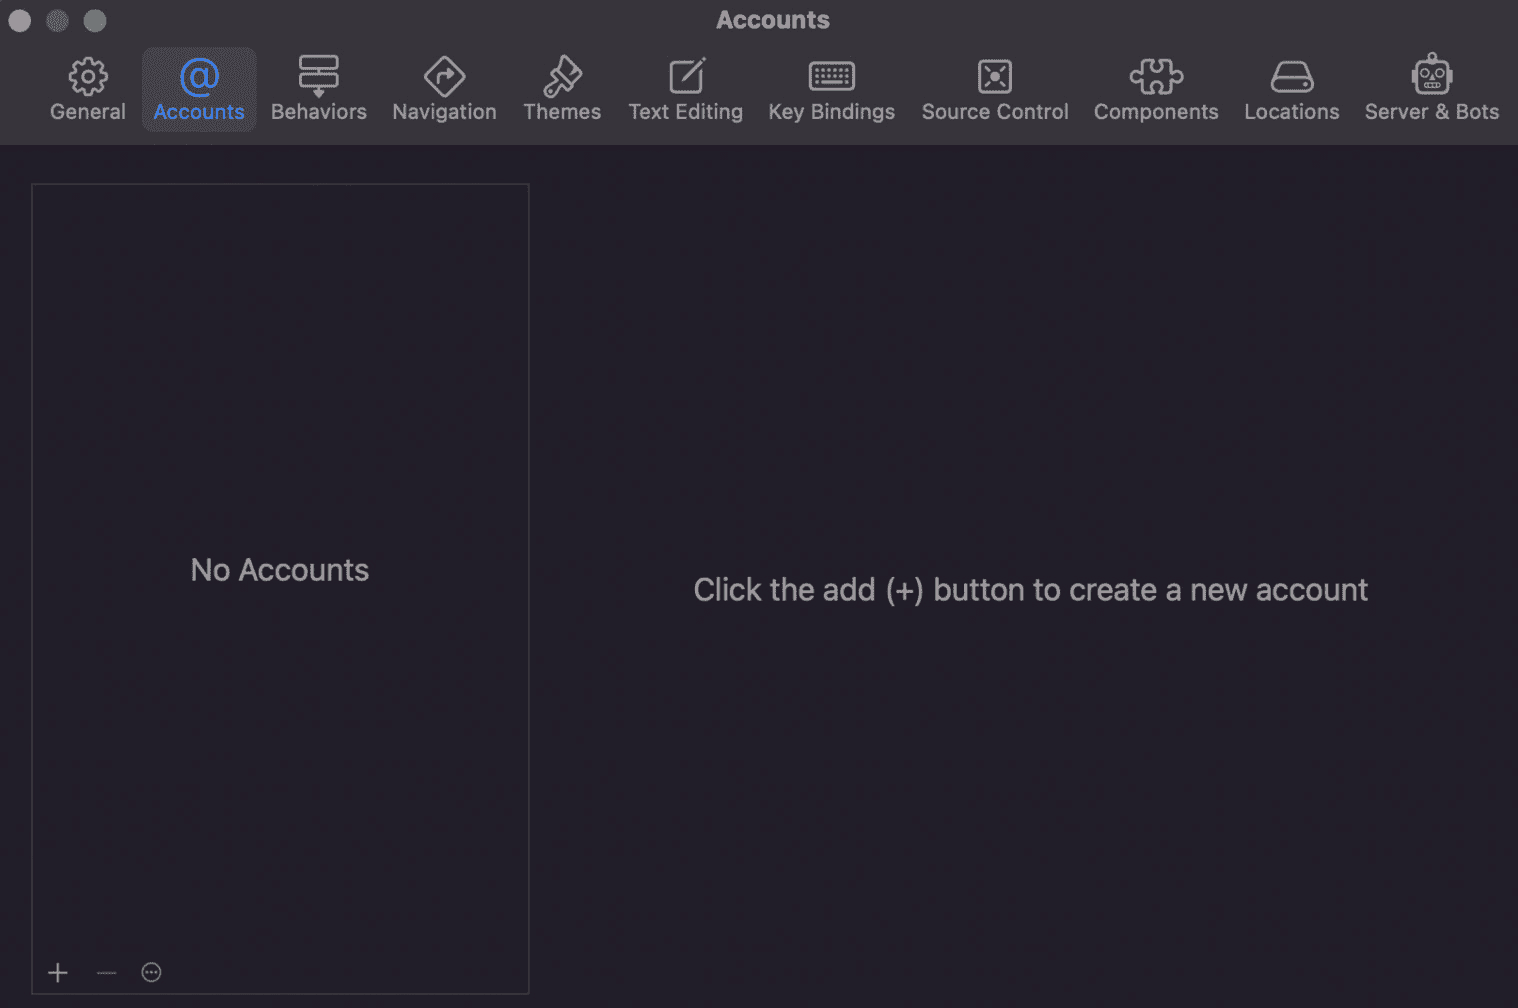 Accounts
General
Accounts
Behaviors
Navigation
Themes
Text Editing
Key Bindings
Source Control
Components
Locations
Server & Bots
No Accounts
Click the add (+) button to create a new account